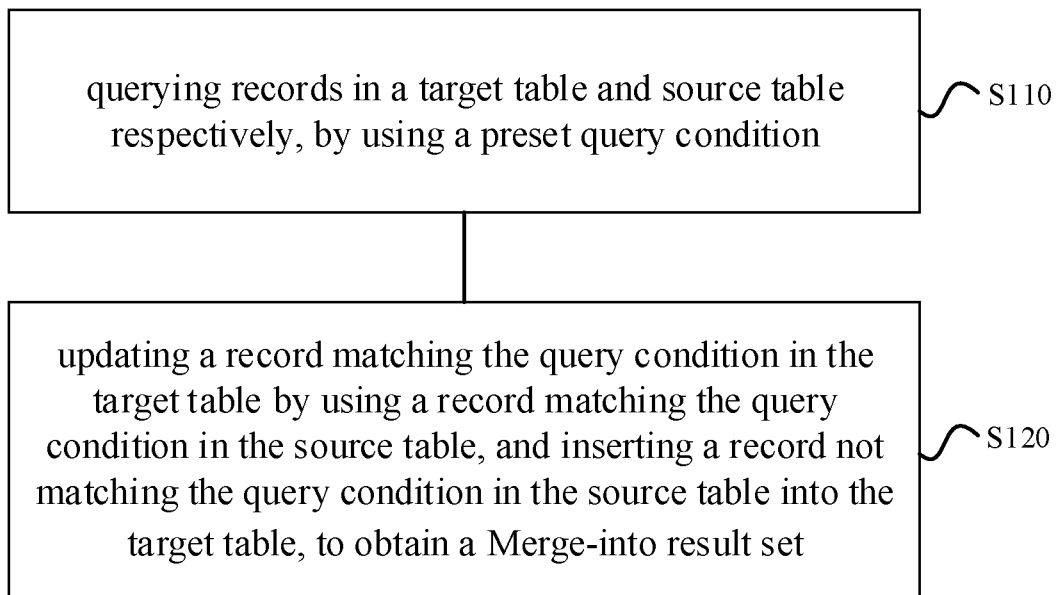 querying records in a target table and source table
respectively, by using a preset query condition
S110
updating a record matching the query condition in the
target table by using a record matching the query
condition in the source table, and inserting a record not
matching the query condition in the source table into the
target table, to obtain a Merge-into result set
S120